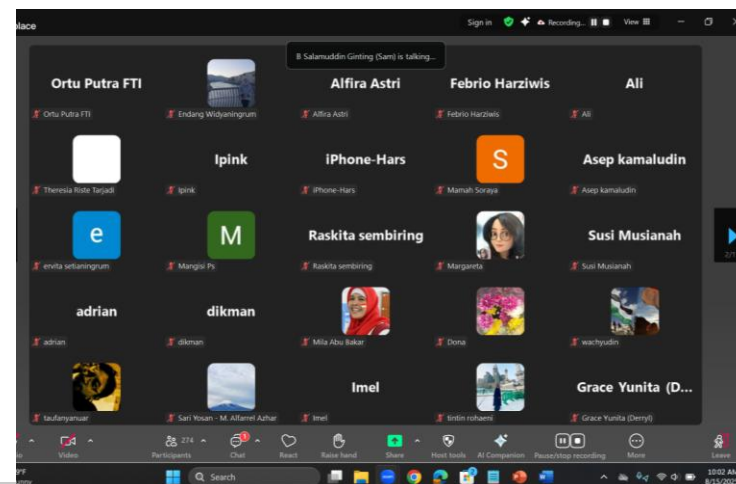 place
Sign in
Recording...
View
B Salamuddin Ginting (Sam) is talking...
Ortu Putra FTI
Alfira Astri
Febrio Harziwis
Ali
Ortu Putra FTI
Endang Widyaningrum
Alfira Astri
Febrio Harziwis
Ali
Ipink
iPhone-Hars
S
Asep kamaludin
Theresia Riste Tarjadi
Ipink
iPhone-Hars
Mamah Soraya
Asep kamaludin
e
M
Raskita sembiring
Susi Musianah
ervita setianingrum
Mangisi Ps
Raskita sembiring
Margareta
Susi Musianah
adrian
dikman
adrian
dikman
Mila Abu Bakar
Dona
wachyudin
Imel
Grace Yunita (D...
taufanyanuar
Sari Yosan - M. Alfarrel Azhar
Imel
tintin rohaeni
Grace Yunita (Derryl)
Video
274
Participants
Chat
React
Raise hand
Share
Host tools
AI Companion
Pause/stop recording
More
Leave
Search
10:02 AM